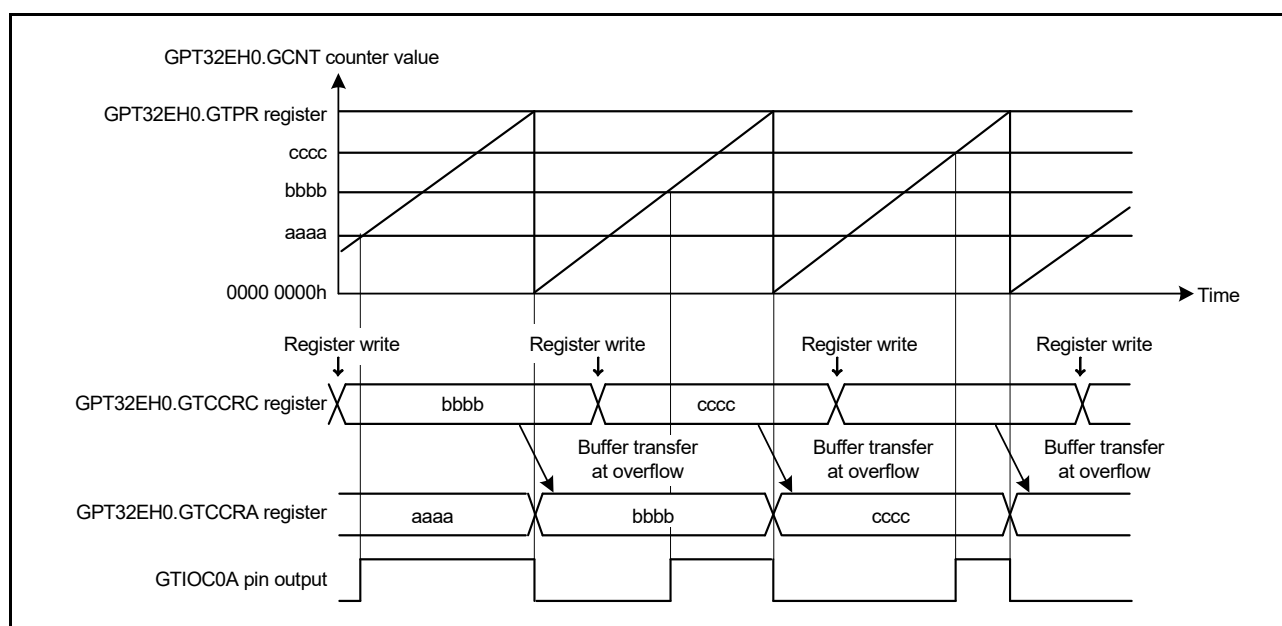 GPT32EH0.GCNT counter value
GPT32EH0.GTPR register
cccc
bbbb
aaaa
0000 0000h
Time
Register write Register write Register write Register write
GPT32EH0.GTCCRC register bbbb cccc
Buffer transfer at overflow
Buffer transfer at overflow
Buffer transfer at overflow
GPT32EH0.GTCCRA register aaaa bbbb cccc
GTIOC0A pin output